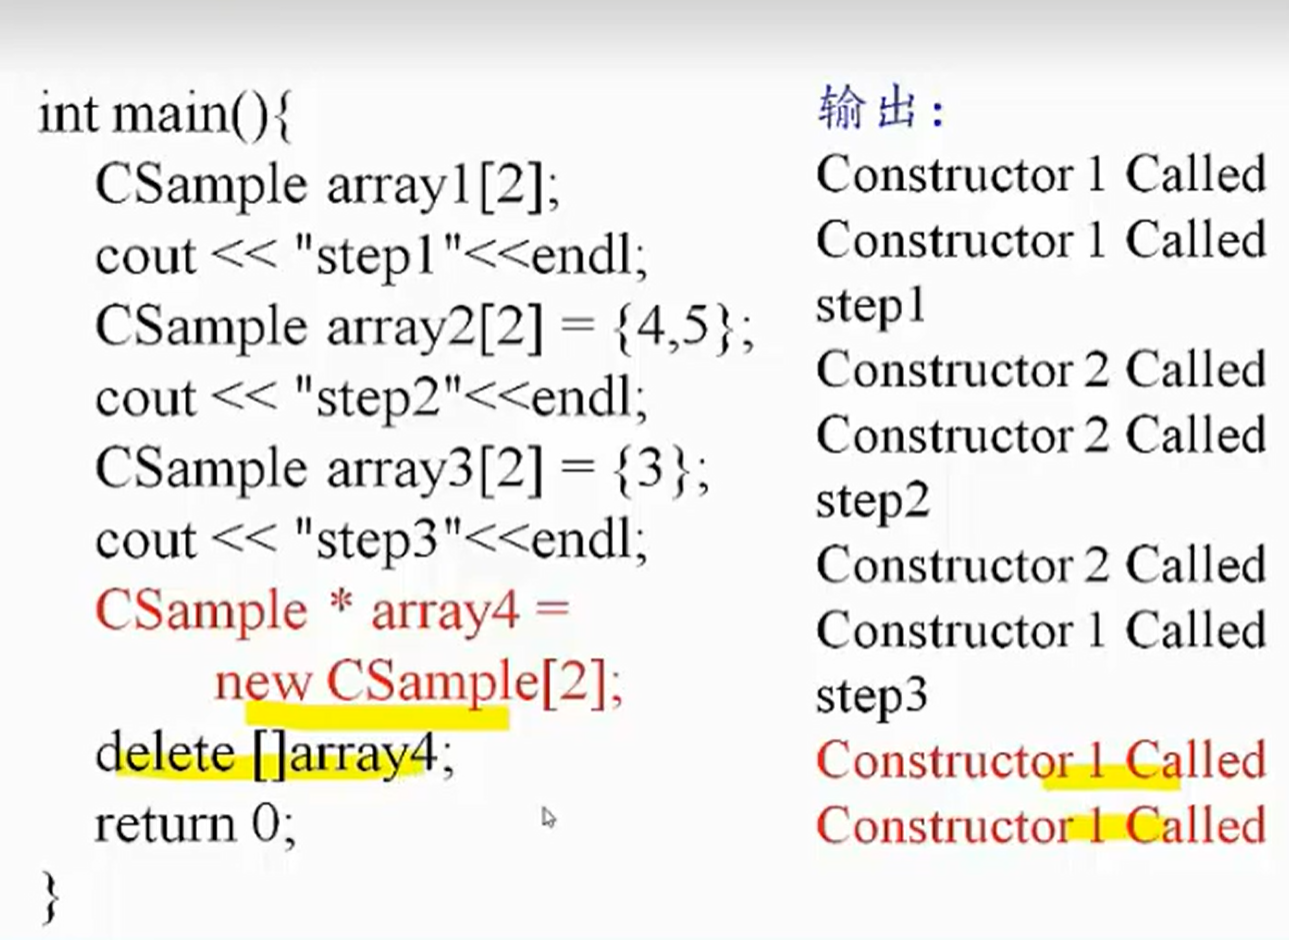 int main(){
CSample array1[2];
cout << "step1"<<endl;
CSample array2[2] = {4,5};
cout << "step2"<<endl;
CSample array3[2] = {3};
cout << "step3"<<endl;
CSample * array4 =
new CSample[2];
delete []array4;
return 0;
}
输出:
Constructor 1 Called
Constructor 1 Called
step1
Constructor 2 Called
Constructor 2 Called
step2
Constructor 2 Called
Constructor 1 Called
step3
Constructor 1 Called
Constructor 1 Called